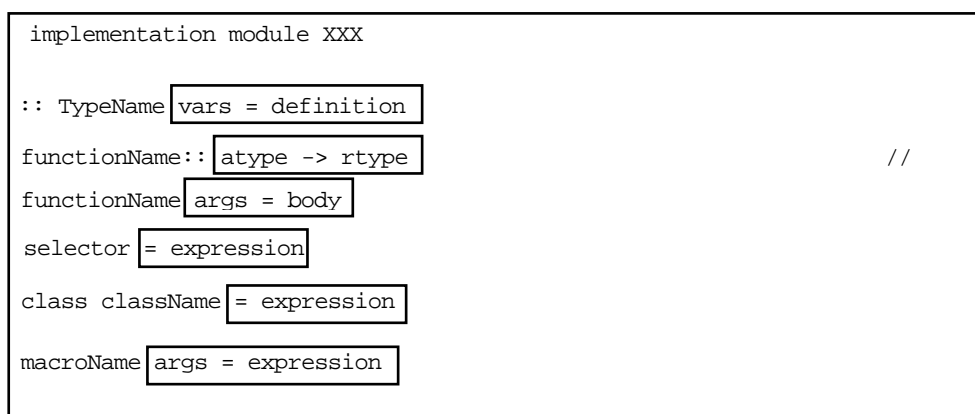 implementation module XXX
:: TypeName vars = definition
functionName:: atype -> rtype //
functionName args = body
selector = expression
class className = expression
macroName args = expression